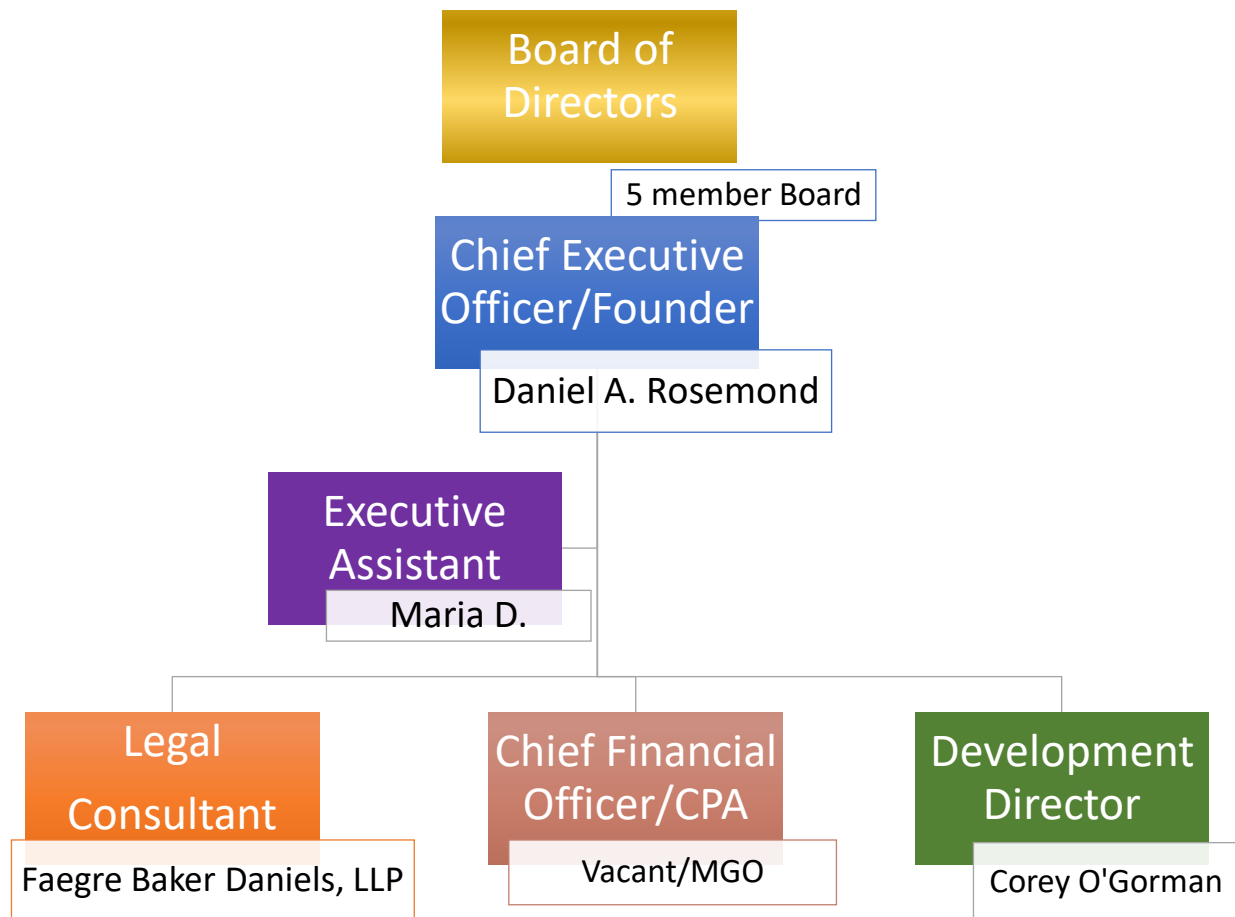 Board of
Directors
5 member Board
Chief Executive
Officer/Founder
Daniel A. Rosemond
Executive
Assistant
Maria D.
Legal
Consultant
Faegre Baker Daniels, LLP
Chief Financial
Officer/CPA
Vacant/MGO
Development
Director
Corey O'Gorman